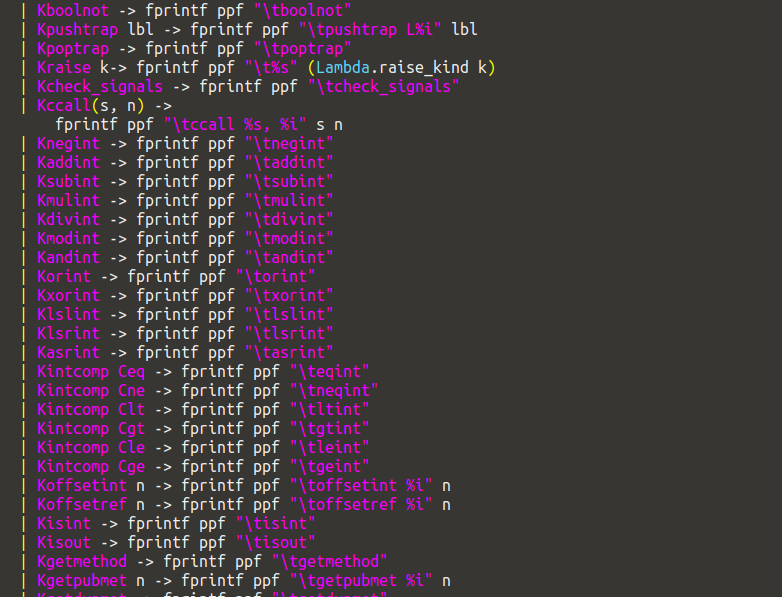 | Kboolnot -> fprintf ppf "\tboolnot"
| Kpushtrap lbl -> fprintf ppf "\tpushtrap L%i" lbl
| Kpoptrap -> fprintf ppf "\tpoptrap"
| Kraise k-> fprintf ppf "\t%s" (Lambda.raise_kind k)
| Kcheck_signals -> fprintf ppf "\tcheck_signals"
| Kccall(s, n) ->
fprintf ppf "\tccall %s, %i" s n
| Knegint -> fprintf ppf "\tnegint"
| Kaddint -> fprintf ppf "\taddint"
| Ksubint -> fprintf ppf "\tsubint"
| Kmulint -> fprintf ppf "\tmulint"
| Kdivint -> fprintf ppf "\tdivint"
| Kmodint -> fprintf ppf "\tmodint"
| Kandint -> fprintf ppf "\tandint"
| Korint -> fprintf ppf "\torint"
| Kxorint -> fprintf ppf "\txorint"
| Klslint -> fprintf ppf "\tlslint"
| Klsrint -> fprintf ppf "\tlsrint"
| Kasrint -> fprintf ppf "\tasrint"
| Kintcomp Ceq -> fprintf ppf "\teqint"
| Kintcomp Cne -> fprintf ppf "\tneqint"
| Kintcomp Clt -> fprintf ppf "\tltint"
| Kintcomp Cgt -> fprintf ppf "\tgtint"
| Kintcomp Cle -> fprintf ppf "\tleint"
| Kintcomp Cge -> fprintf ppf "\tgeint"
| Koffsetint n -> fprintf ppf "\toffsetint %i" n
| Koffsetref n -> fprintf ppf "\toffsetref %i" n
| Kisint -> fprintf ppf "\tisint"
| Kisout -> fprintf ppf "\tisout"
| Kgetmethod -> fprintf ppf "\tgetmethod"
| Kgetpubmet n -> fprintf ppf "\tgetpubmet %i" n